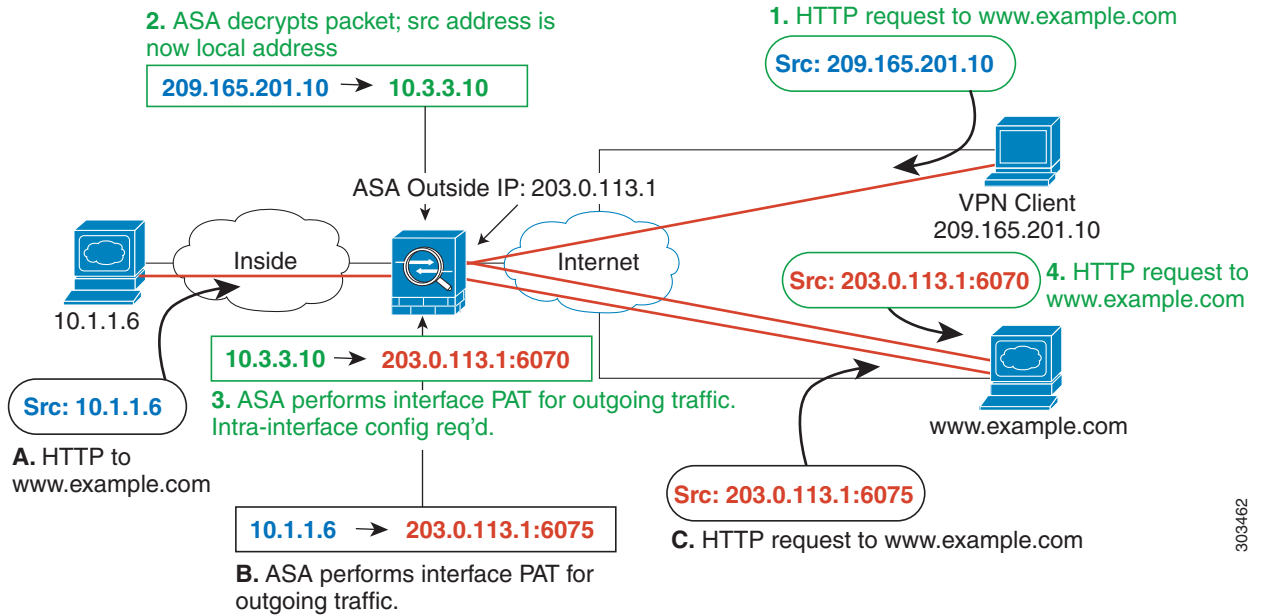 2. ASA decrypts packet; src address is
now local address
209.165.201.10 → 10.3.3.10
1. HTTP request to www.example.com
Src: 209.165.201.10
ASA Outside IP: 203.0.113.1
VPN Client
209.165.201.10
Inside
Internet
10.1.1.6
Src: 203.0.113.1:6070
4. HTTP request to
www.example.com
10.3.3.10 → 203.0.113.1:6070
3. ASA performs interface PAT for outgoing traffic.
Intra-interface config req'd.
Src: 10.1.1.6
A. HTTP to
www.example.com
www.example.com
Src: 203.0.113.1:6075
C. HTTP request to www.example.com
10.1.1.6 → 203.0.113.1:6075
B. ASA performs interface PAT for
outgoing traffic.
303462